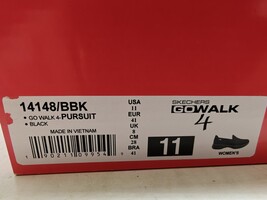 14148/BBK
• GO WALK 4-PURSUIT
• BLACK
MADE IN VIETNAM
USA
11
EUR
41
UK
8
CM
28
BRA
41
11
SKECHERS
GOWALK
4
WOMEN'S